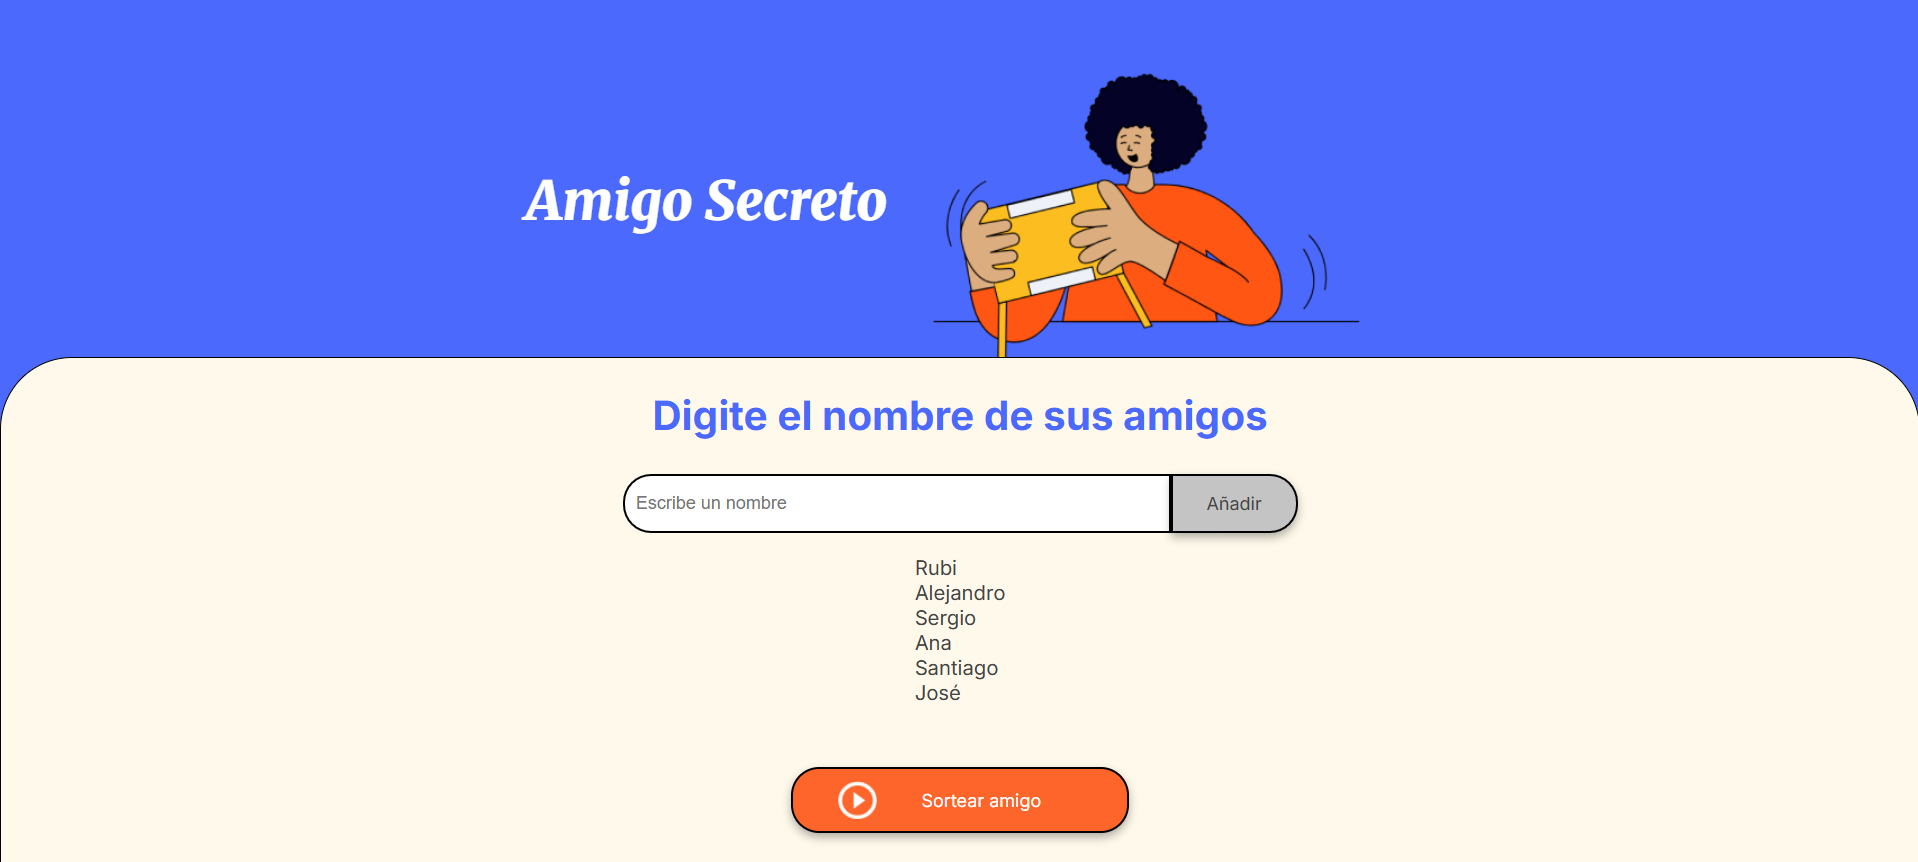 Amigo Secreto
Digite el nombre de sus amigos
Escribe un nombre
Añadir
Rubi
Alejandro
Sergio
Ana
Santiago
José
Sortear amigo